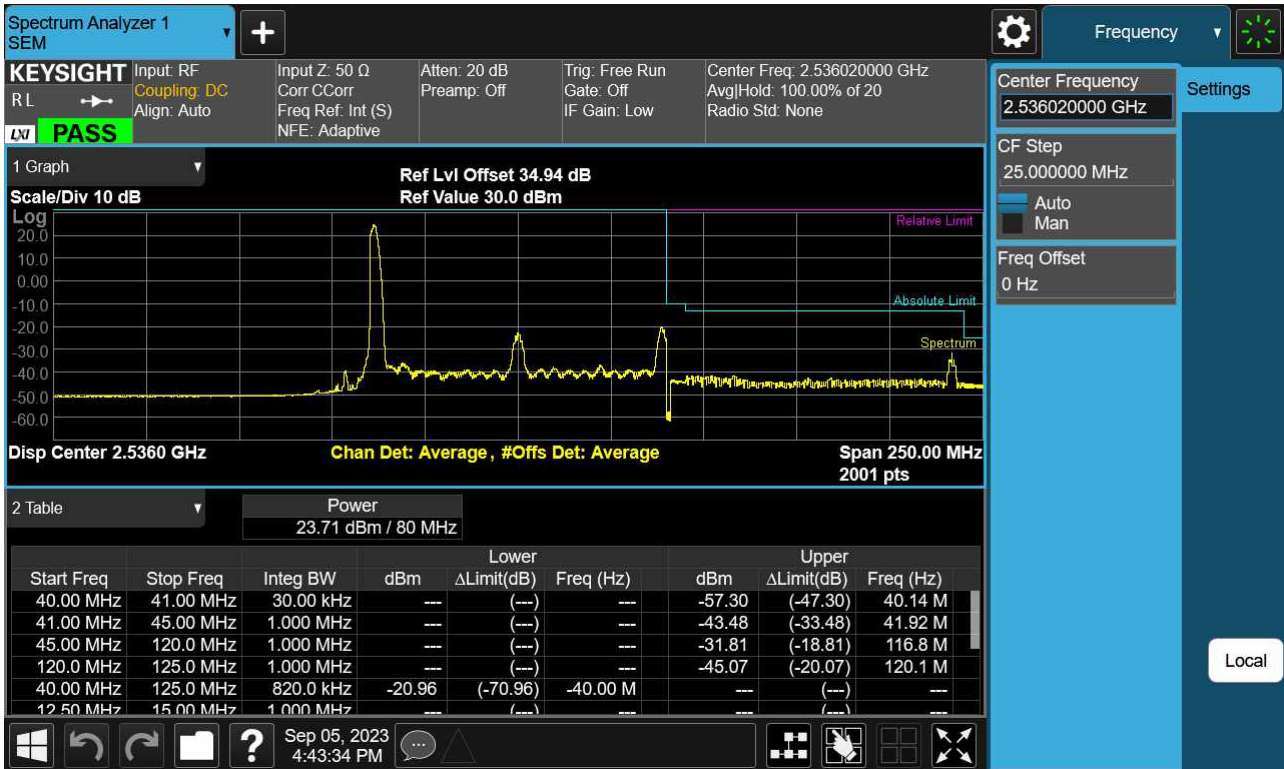 Spectrum Analyzer 1
SEM
Frequency
KEYSIGHT
R L
LXI
PASS
Input: RF
Coupling: DC
Align: Auto
Input Z: 50 Ω
Corr CCorr
Freq Ref: Int (S)
NFE: Adaptive
Atten: 20 dB
Preamp: Off
Trig: Free Run
Gate: Off
IF Gain: Low
Center Freq: 2.536020000 GHz
Avg|Hold: 100.00% of 20
Radio Std: None
Center Frequency
2.536020000 GHz
Settings
CF Step
25.000000 MHz
Auto
Man
Freq Offset
0 Hz
Local
1 Graph
Scale/Div 10 dB
Ref Lvl Offset 34.94 dB
Ref Value 30.0 dBm
Log
20.0
10.0
0.00
-10.0
-20.0
-30.0
-40.0
-50.0
-60.0
Relative Limit
Absolute Limit
Spectrum
Disp Center 2.5360 GHz
Chan Det: Average , #Offs Det: Average
Span 250.00 MHz
2001 pts
2 Table
Power
23.71 dBm / 80 MHz
Lower Upper
Start Freq Stop Freq Integ BW dBm ΔLimit(dB) Freq (Hz) dBm ΔLimit(dB) Freq (Hz)
40.00 MHz 41.00 MHz 30.00 kHz --- (---) --- -57.30 (-47.30) 40.14 M
41.00 MHz 45.00 MHz 1.000 MHz --- (---) --- -43.48 (-33.48) 41.92 M
45.00 MHz 120.0 MHz 1.000 MHz --- (---) --- -31.81 (-18.81) 116.8 M
120.0 MHz 125.0 MHz 1.000 MHz --- (---) --- -45.07 (-20.07) 120.1 M
40.00 MHz 125.0 MHz 820.0 kHz -20.96 (-70.96) -40.00 M --- (---) ---
12.50 MHz 15.00 MHz 1.000 MHz --- (---) --- --- (---) ---
?
Sep 05, 2023
4:43:34 PM